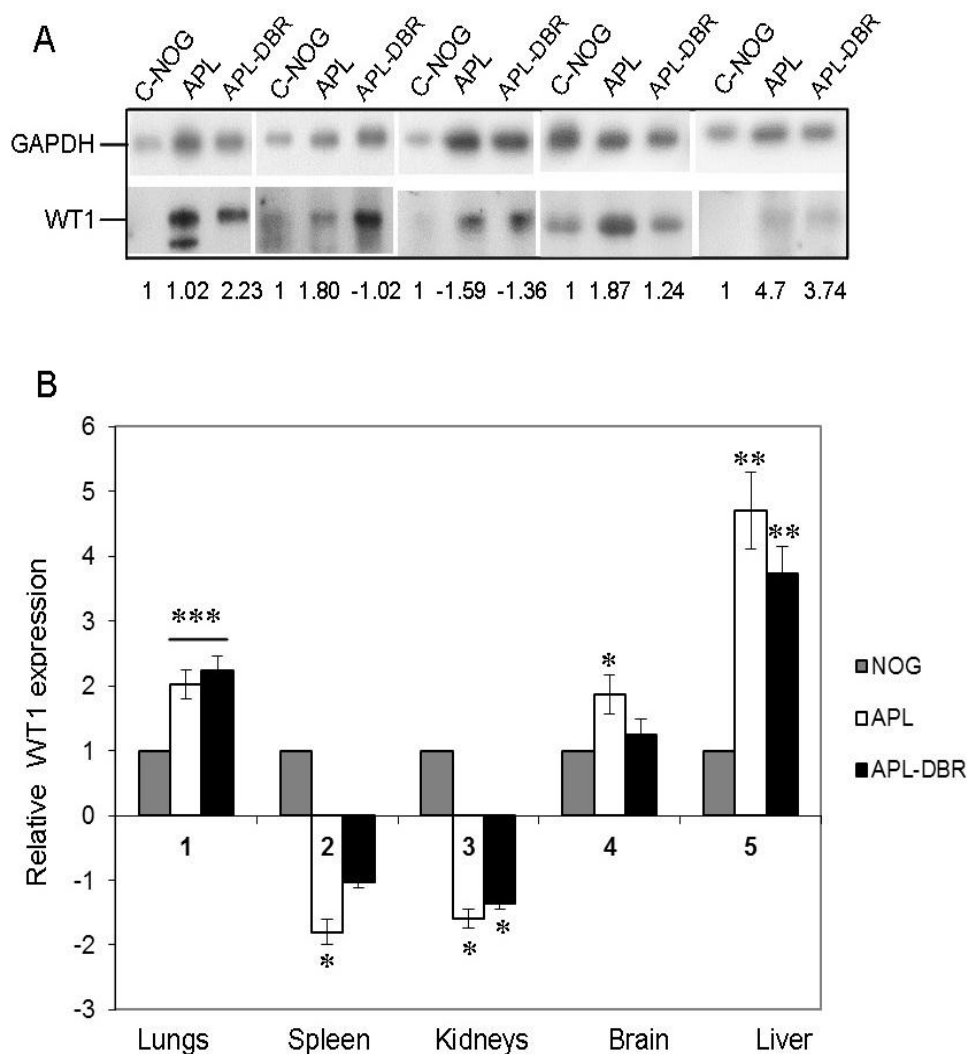 A
C-NOG APL APL-DBR C-NOG APL APL-DBR C-NOG APL APL-DBR C-NOG APL APL-DBR C-NOG APL APL-DBR
GAPDH
WT1
1 1.02 2.23 1 1.80 -1.02 1 -1.59 -1.36 1 1.87 1.24 1 4.7 3.74
B
Relative WT1 expression
6
5
4
3
2
1
0
-1
-2
-3
***
*
*
*
*
**
**
1 2 3 4 5
Lungs Spleen Kidneys Brain Liver
NOG
APL
APL-DBR